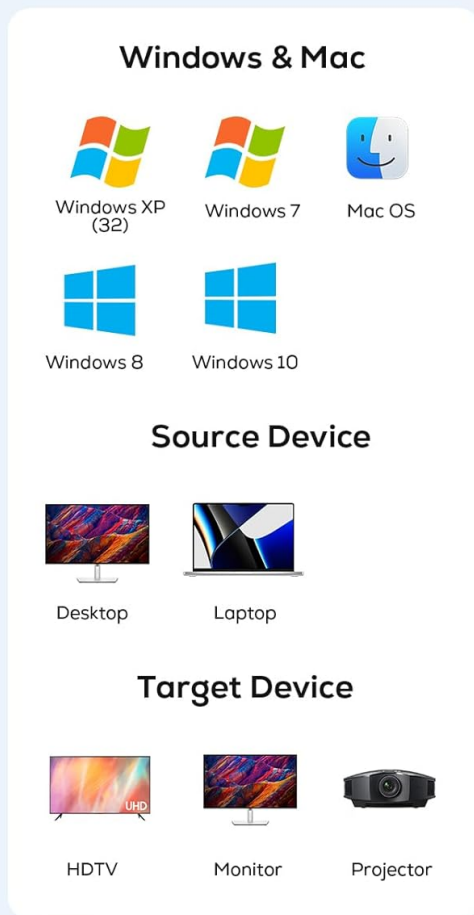 Windows & Mac
Windows XP
(32)
Windows 7
Mac OS
Windows 8
Windows 10
Source Device
Desktop
Laptop
Target Device
UHD
HDTV
Monitor
Projector